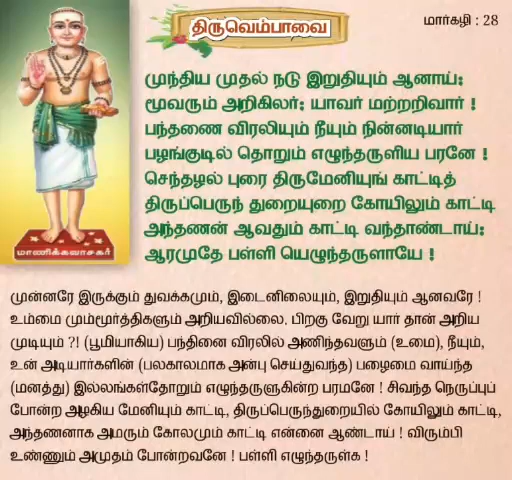 திருவெம்பாவை
மார்கழி : 28
முந்திய முதல் நடு இறுதியும் ஆனாய்;
மூவரும் அறிகிலர்; யாவர் மற்றறிவார் !
பந்தணை விரலியும் நீயும் நின்னடியார்
பழங்குடில் தொறும் எழுந்தருளிய பரனே !
செந்தழல் புரை திருமேனியுங் காட்டித்
திருப்பெருந் துறையுறை கோயிலும் காட்டி
அந்தணன் ஆவதும் காட்டி வந்தாண்டாய்;
ஆரமுதே பள்ளி யெழுந்தருளாயே !
மாணிக்கவாசகர்
முன்னரே இருக்கும் துவக்கமும், இடைனிலையும், இறுதியும் ஆனவரே !
உம்மை மும்மூர்த்திகளும் அறியவில்லை. பிறகு வேறு யார் தான் அறிய
முடியும் ?! (பூமியாகிய) பந்தினை விரலில் அணிந்தவளும் (உமை), நீயும்,
உன் அடியார்களின் (பலகாலமாக அன்பு செய்துவந்த) பழைமை வாய்ந்த
(மனத்து) இல்லங்கள்தோறும் எழுந்தருளுகின்ற பரமனே ! சிவந்த நெருப்புப்
போன்ற அழகிய மேனியும் காட்டி, திருப்பெருந்துறையில் கோயிலும் காட்டி,
அந்தணனாக அமரும் கோலமும் காட்டி என்னை ஆண்டாய் ! விரும்பி
உண்ணும் அமுதம் போன்றவனே ! பள்ளி எழுந்தருள்க !